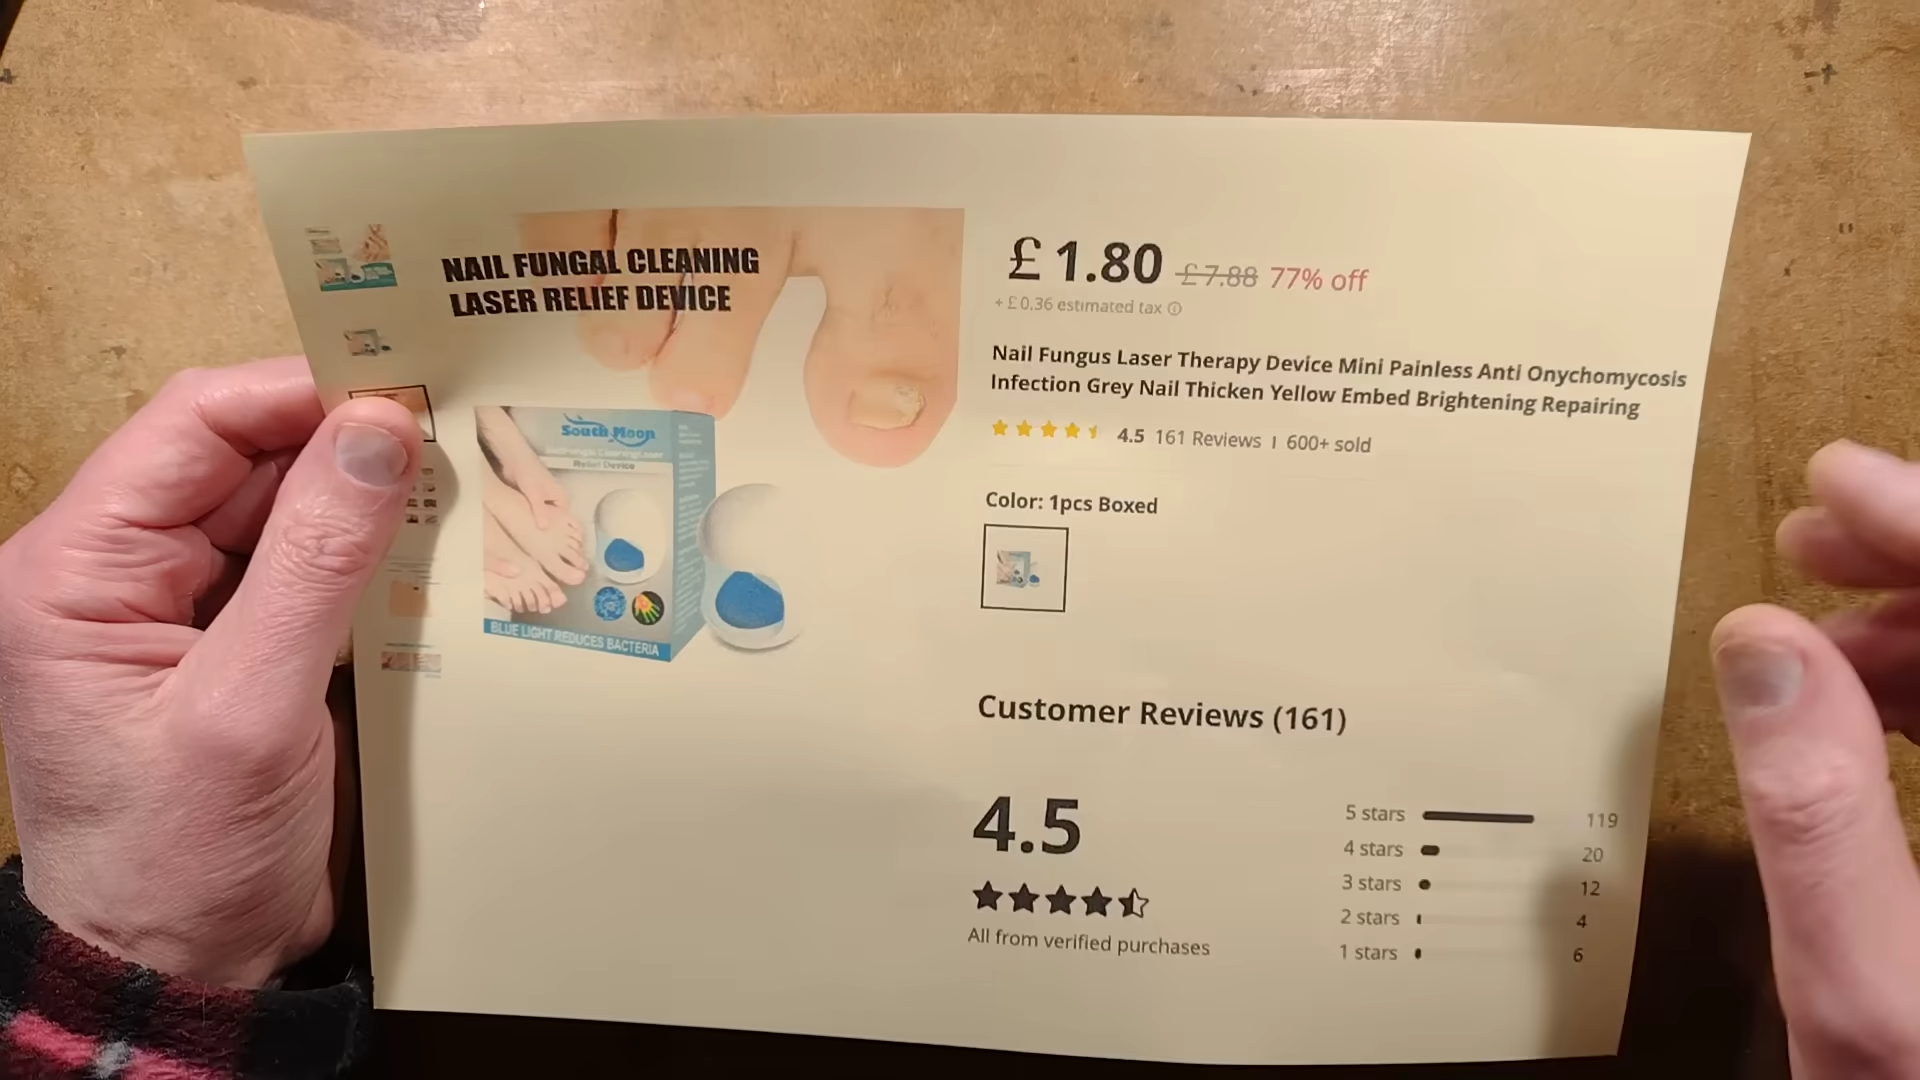 NAIL FUNGAL CLEANING
LASER RELIEF DEVICE
South Moon
Relief Device
BLUE LIGHT REDUCES BACTERIA
£1.80 £7.88 77% off
+ £0.36 estimated tax
Nail Fungus Laser Therapy Device Mini Painless Anti Onychomycosis
Infection Grey Nail Thicken Yellow Embed Brightening Repairing
4.5 161 Reviews | 600+ sold
Color: 1pcs Boxed
Customer Reviews (161)
4.5
All from verified purchases
5 stars 119
4 stars 20
3 stars 12
2 stars 4
1 stars 6